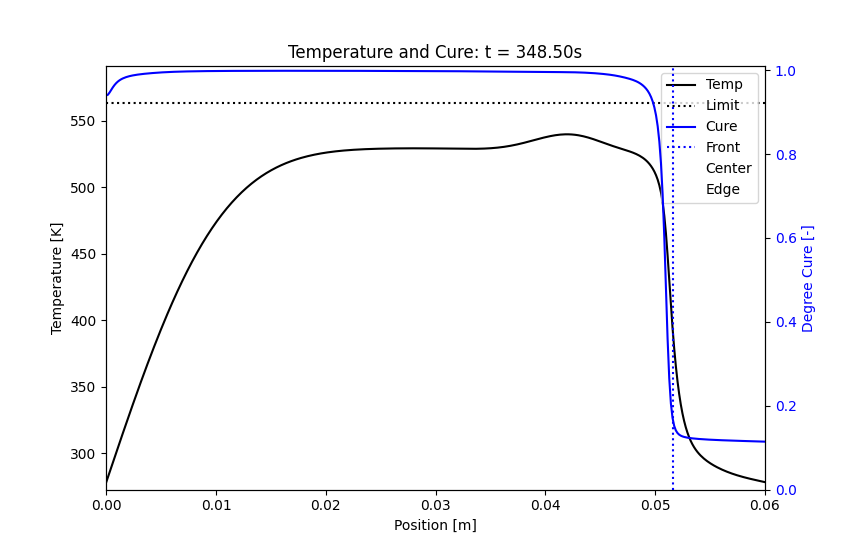 Temperature and Cure: t = 348.50s
Temp
Limit
Cure
Front
Center
Edge
550
500
450
400
350
300
Temperature [K]
1.0
0.8
0.6
0.4
0.2
0.0
Degree Cure [-]
0.00 0.01 0.02 0.03 0.04 0.05 0.06
Position [m]